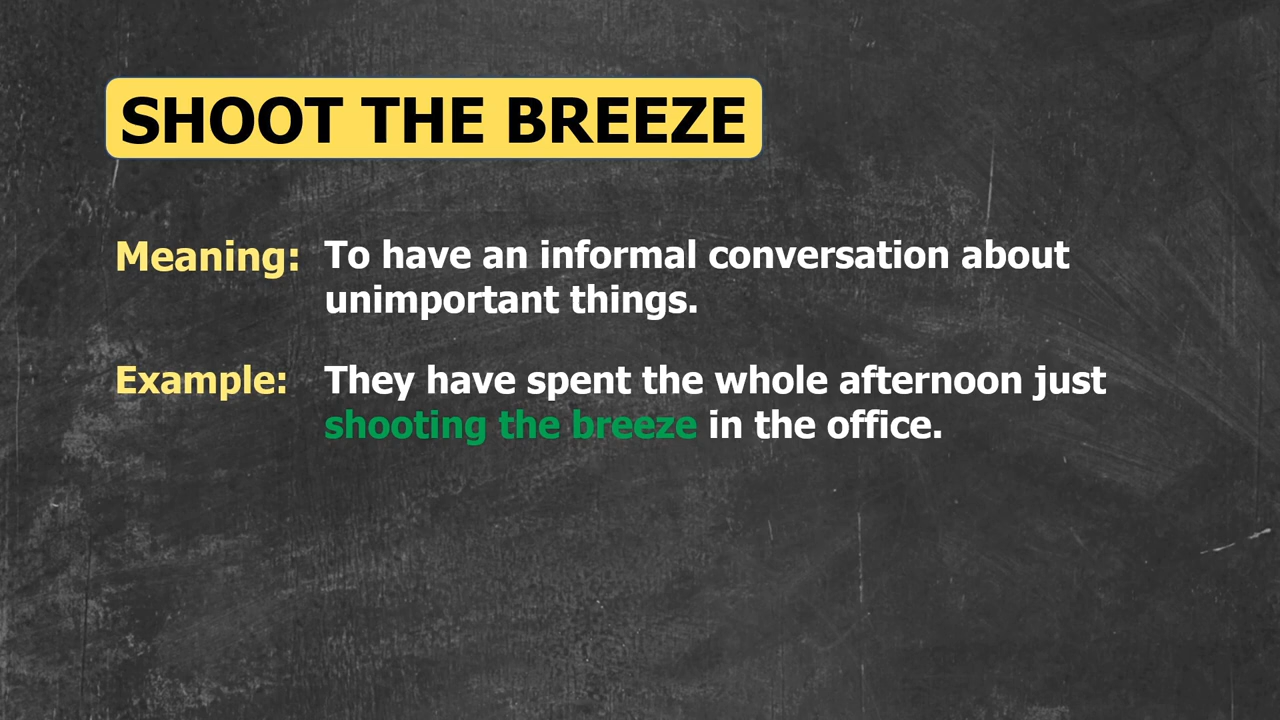 SHOOT THE BREEZE
Meaning: To have an informal conversation about
unimportant things.
Example: They have spent the whole afternoon just
shooting the breeze in the office.